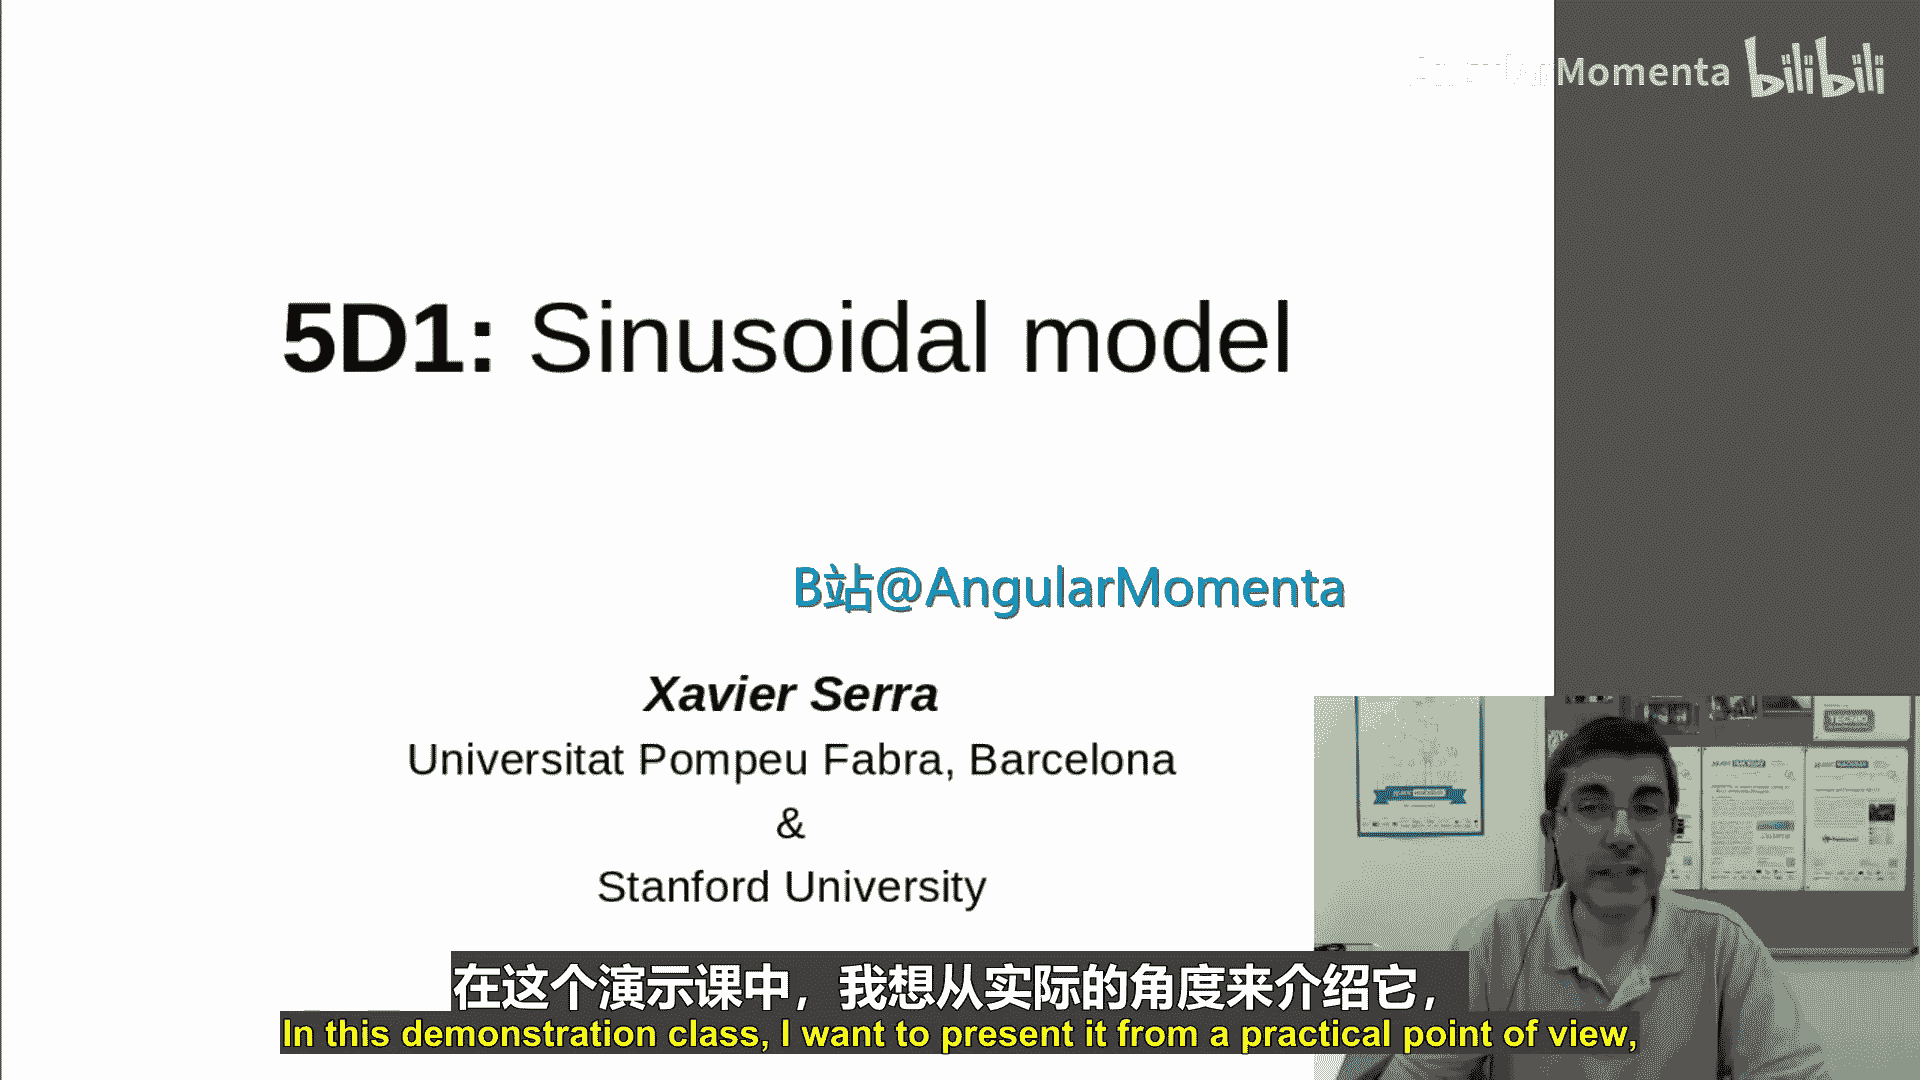 Momenta bilibili
5D1: Sinusoidal model
B站@AngularMomenta
Xavier Serra
Universitat Pompeu Fabra, Barcelona
&
Stanford University
TECNIO
在这个演示课中，我想从实际的角度来介绍它，
In this demonstration class, I want to present it from a practical point of view,